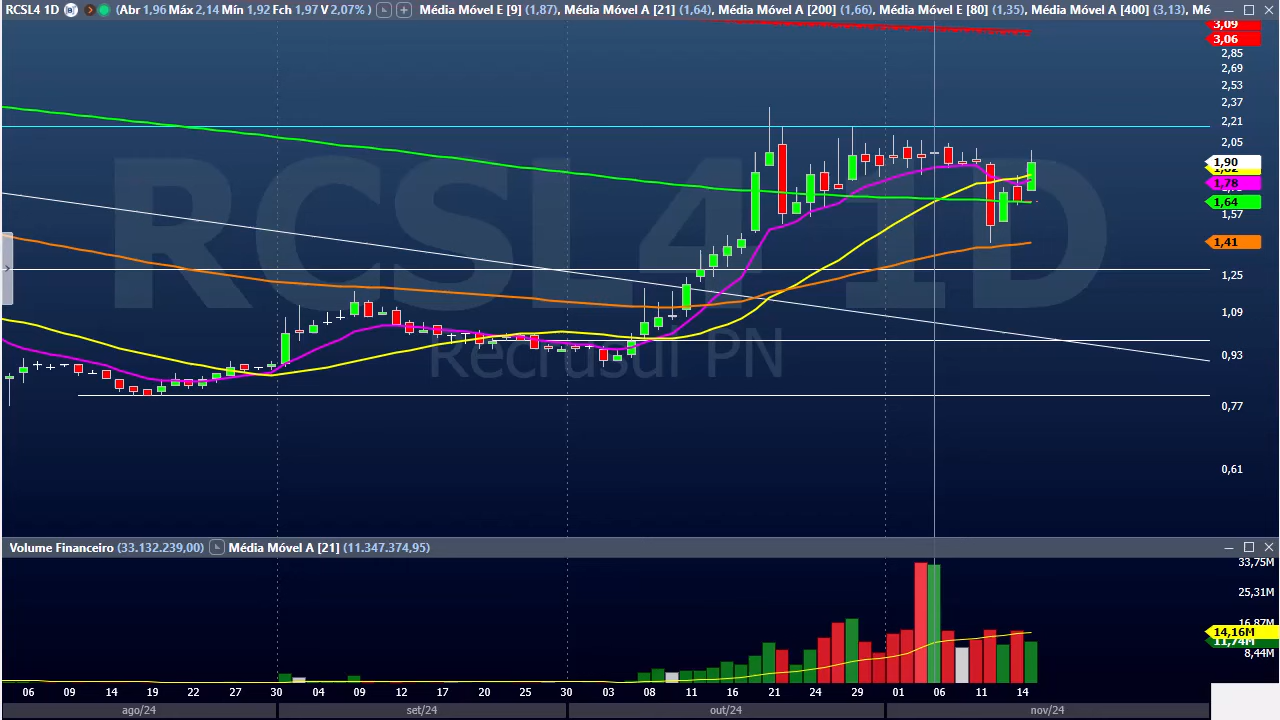 RCSL4 1D (Abr 1,96 Máx 2,14 Mín 1,92 Fch 1,97 V 2,07% ) Média Móvel E [9] (1,87), Média Móvel A [21] (1,64), Média Móvel A [200] (1,66), Média Móvel E [80] (1,35), Média Móvel A [400] (3,13), Mé
3,09
3,06
2,85
2,69
2,53
2,37
2,21
2,05
1,90
1,82
1,78
1,64
1,57
1,41
1,25
1,09
0,93
0,77
0,61
RCSL4 1D
Recrusul PN
Volume Financeiro (33.132.239,00) Média Móvel A [21] (11.347.374,95)
33,75M
25,31M
16,87M
14,16M
11,74M
8,44M
06 09 14 19 22 27 30 04 09 12 17 20 25 30 03 08 11 16 21 24 29 01 06 11 14
ago/24 set/24 out/24 nov/24